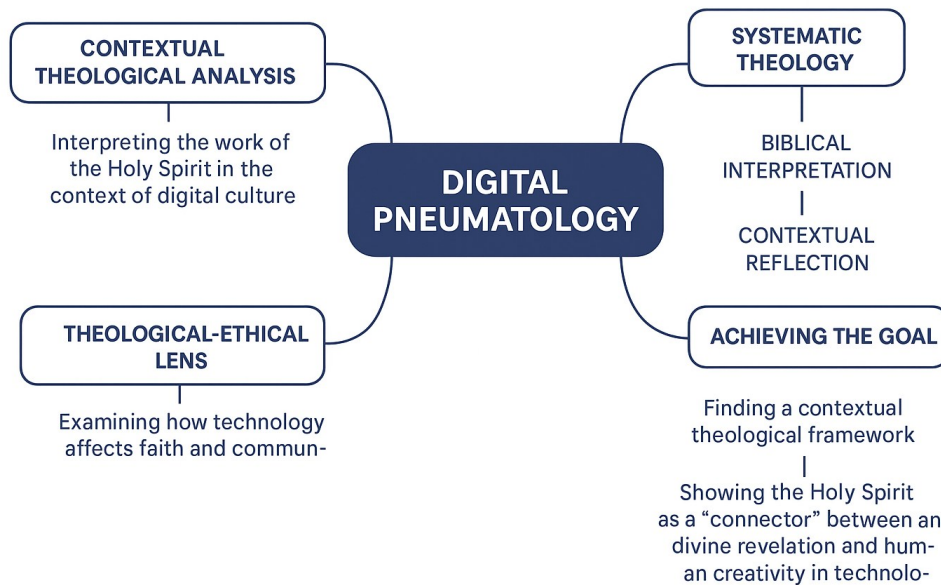 CONTEXTUAL
THEOLOGICAL ANALYSIS
Interpreting the work of
the Holy Spirit in the
context of digital culture
SYSTEMATIC
THEOLOGY
BIBLICAL
INTERPRETATION
CONTEXTUAL
REFLECTION
DIGITAL
PNEUMATOLOGY
THEOLOGICAL-ETHICAL
LENS
Examining how technology
affects faith and commun-
ACHIEVING THE GOAL
Finding a contextual
theological framework
Showing the Holy Spirit
as a “connector” between an
divine revelation and hum-
an creativity in technolo-